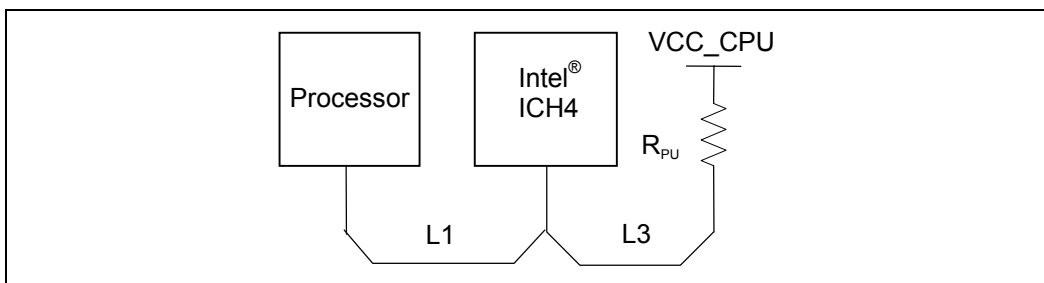 VCC_CPU
Processor
Intel®
ICH4
RPU
L1
L3